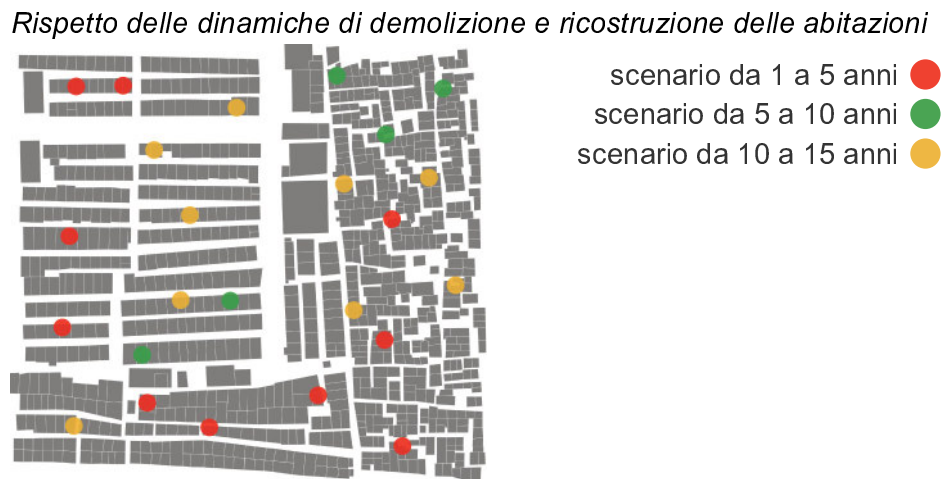 Rispetto delle dinamiche di demolizione e ricostruzione delle abitazioni
scenario da 1 a 5 anni
scenario da 5 a 10 anni
scenario da 10 a 15 anni